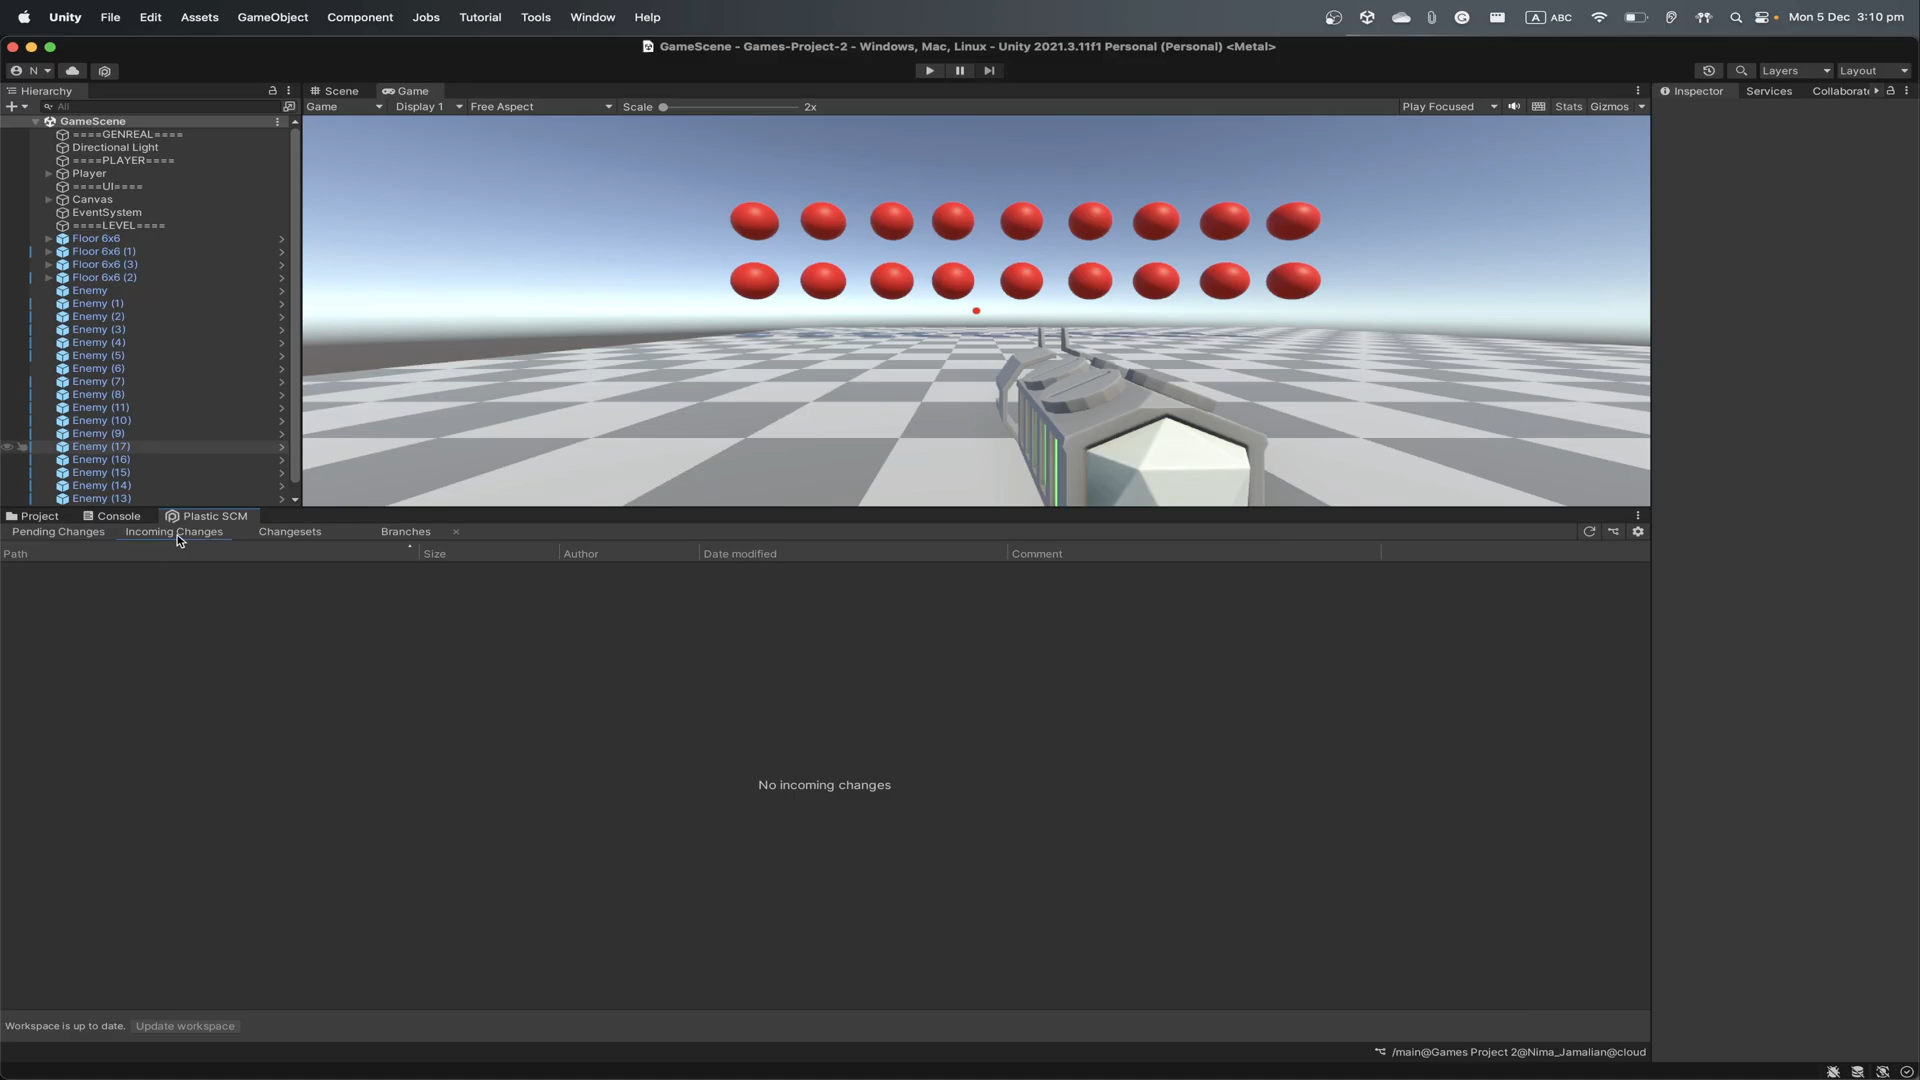 Unity File Edit Assets GameObject Component Jobs Tutorial Tools Window Help A ABC Mon 5 Dec 3:10 pm
GameScene - Games-Project-2 - Windows, Mac, Linux - Unity 2021.3.11f1 Personal (Personal) <Metal>
N Layers Layout
Hierarchy Scene Game Inspector Services Collaborate
All Game Display 1 Free Aspect Scale 2x Play Focused Stats Gizmos
GameScene
====GENREAL====
Directional Light
====PLAYER====
Player
====UI====
Canvas
EventSystem
====LEVEL====
Floor 6x6
Floor 6x6 (1)
Floor 6x6 (3)
Floor 6x6 (2)
Enemy
Enemy (1)
Enemy (2)
Enemy (3)
Enemy (4)
Enemy (5)
Enemy (6)
Enemy (7)
Enemy (8)
Enemy (11)
Enemy (10)
Enemy (9)
Enemy (17)
Enemy (16)
Enemy (15)
Enemy (14)
Enemy (13)
Project Console Plastic SCM
Pending Changes Incoming Changes Changesets Branches
Path Size Author Date modified Comment
No incoming changes
Workspace is up to date. Update workspace
/main@Games Project 2@Nima_Jamalian@cloud